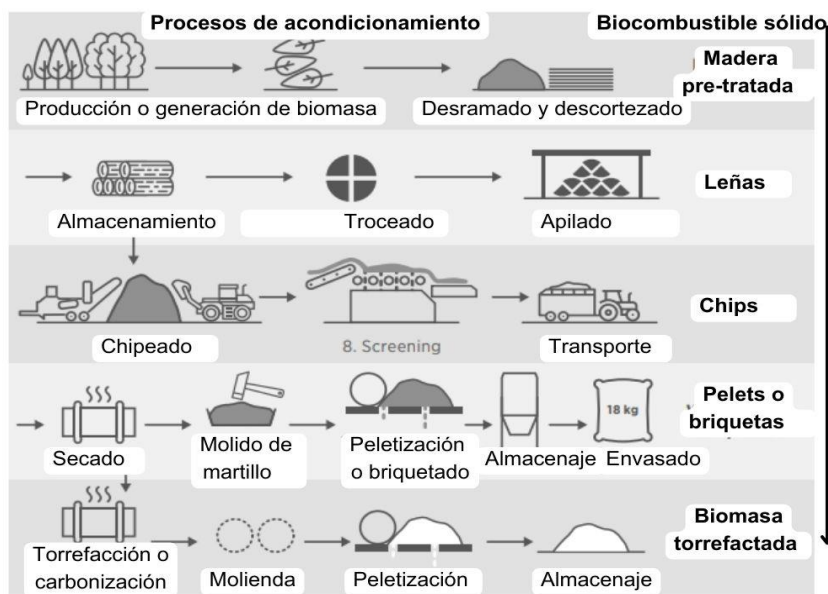 Procesos de acondicionamiento
Biocombustible sólido
Producción o generación de biomasa
Desramado y descortezado
Madera
pre-tratada
Almacenamiento
Troceado
Apilado
Leñas
Chipeado
8. Screening
Transporte
Chips
Secado
Molido de
martillo
Peletización
o briquetado
Almacenaje
18 kg
Envasado
Pelets o
briquetas
Torrefacción o
carbonización
Molienda
Peletización
Almacenaje
Biomasa
torrefactada